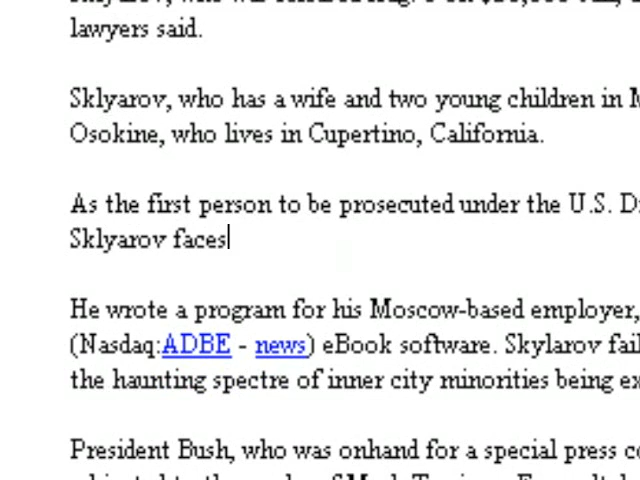 lawyers said.
Sklyarov, who has a wife and two young children in
Osokine, who lives in Cupertino, California.
As the first person to be prosecuted under the U.S.
Sklyarov faces
He wrote a program for his Moscow-based employer,
(Nasdaq:ADBE - news) eBook software. Skylarov
the haunting spectre of inner city minorities being
President Bush, who was onhand for a special press